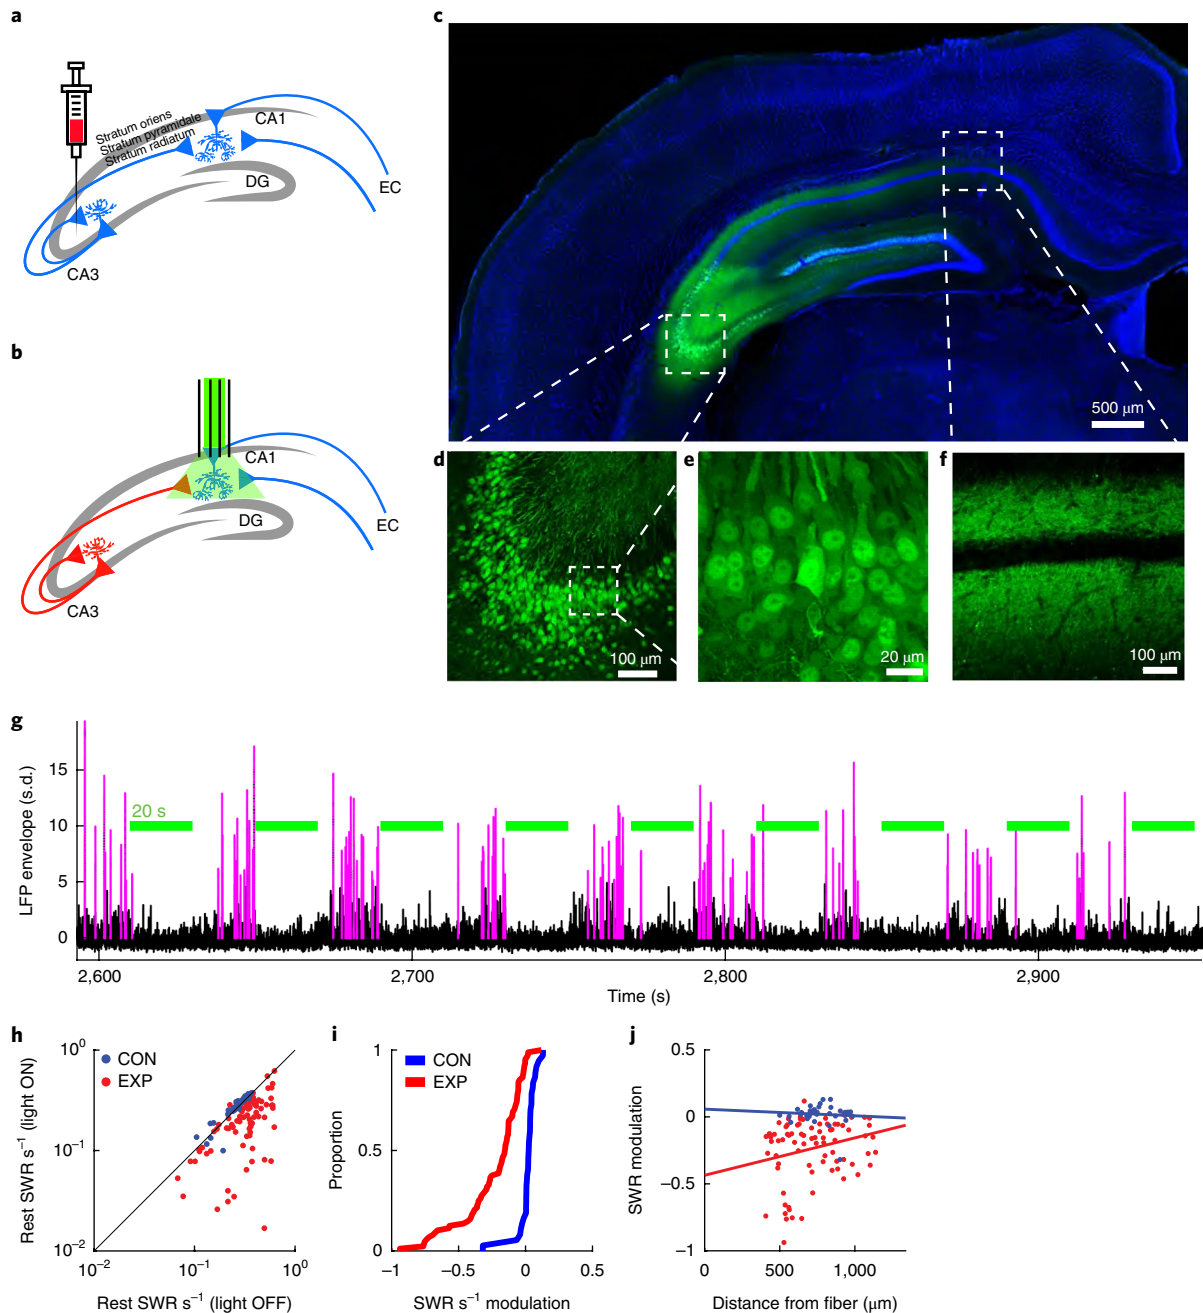 a
Stratum oriens
Stratum pyramidale
Stratum radiatum
CA1
DG
EC
CA3
b
CA1
DG
EC
CA3
c
500 μm
d
100 μm
e
20 μm
f
100 μm
g
LFP envelope (s.d.)
15
10
5
0
20 s
2,600
2,700
2,800
2,900
Time (s)
h
Rest SWR s⁻¹ (light ON)
10⁰
10⁻¹
10⁻²
CON
EXP
10⁻²
10⁻¹
10⁰
Rest SWR s⁻¹ (light OFF)
i
Proportion
1
0.5
0
CON
EXP
−1
−0.5
0
0.5
SWR s⁻¹ modulation
j
SWR modulation
0.5
0
−0.5
−1
0
500
1,000
Distance from fiber (μm)